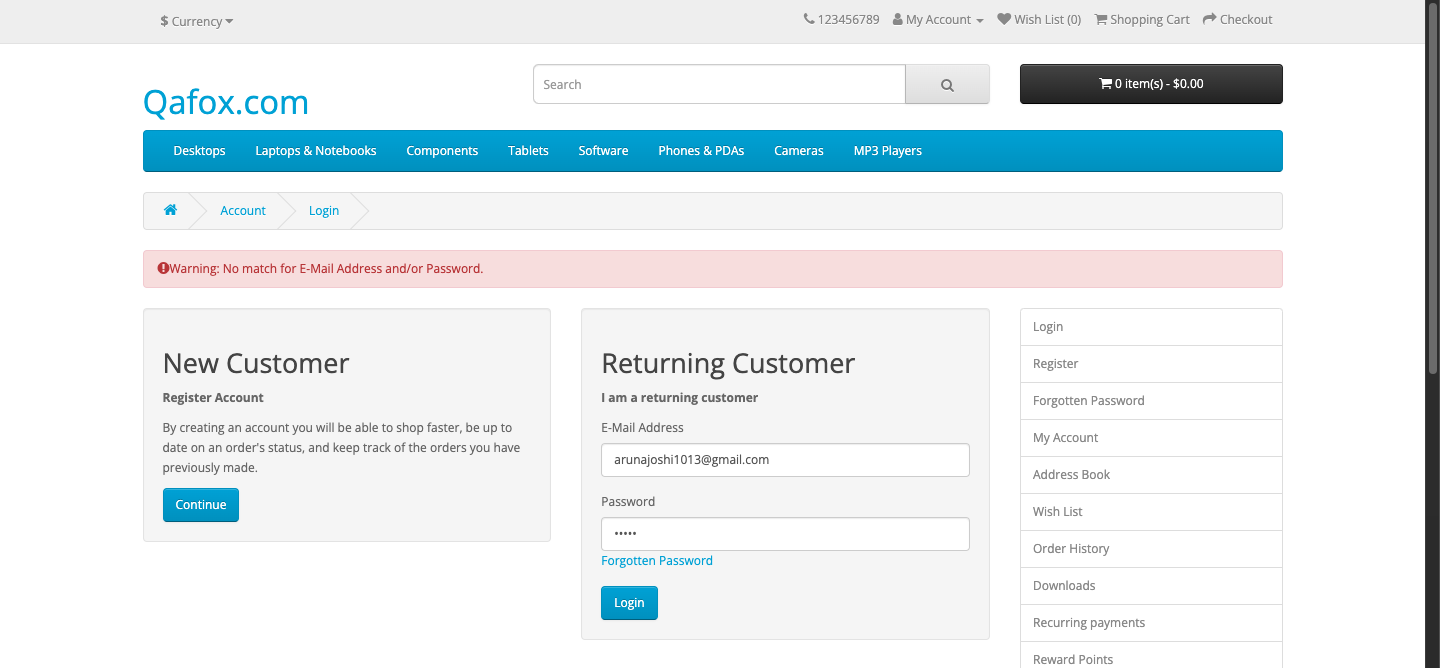 $ Currency
123456789 My Account Wish List (0) Shopping Cart Checkout
Qafox.com
Search
0 item(s) - $0.00
Desktops Laptops & Notebooks Components Tablets Software Phones & PDAs Cameras MP3 Players
Account Login
Warning: No match for E-Mail Address and/or Password.
New Customer
Register Account
By creating an account you will be able to shop faster, be up to
date on an order's status, and keep track of the orders you have
previously made.
Continue
Returning Customer
I am a returning customer
E-Mail Address
arunajoshi1013@gmail.com
Password
•••••
Forgotten Password
Login
Login
Register
Forgotten Password
My Account
Address Book
Wish List
Order History
Downloads
Recurring payments
Reward Points